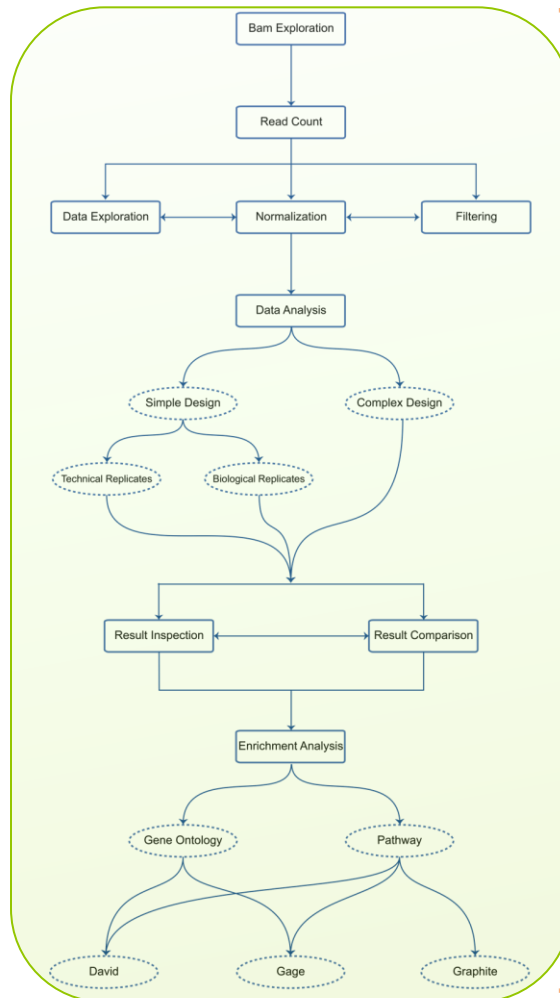 Bam Exploration
Read Count
Data Exploration
Normalization
Filtering
Data Analysis
Simple Design
Complex Design
Technical Replicates
Biological Replicates
Result Inspection
Result Comparison
Enrichment Analysis
Gene Ontology
Pathway
David
Gage
Graphite